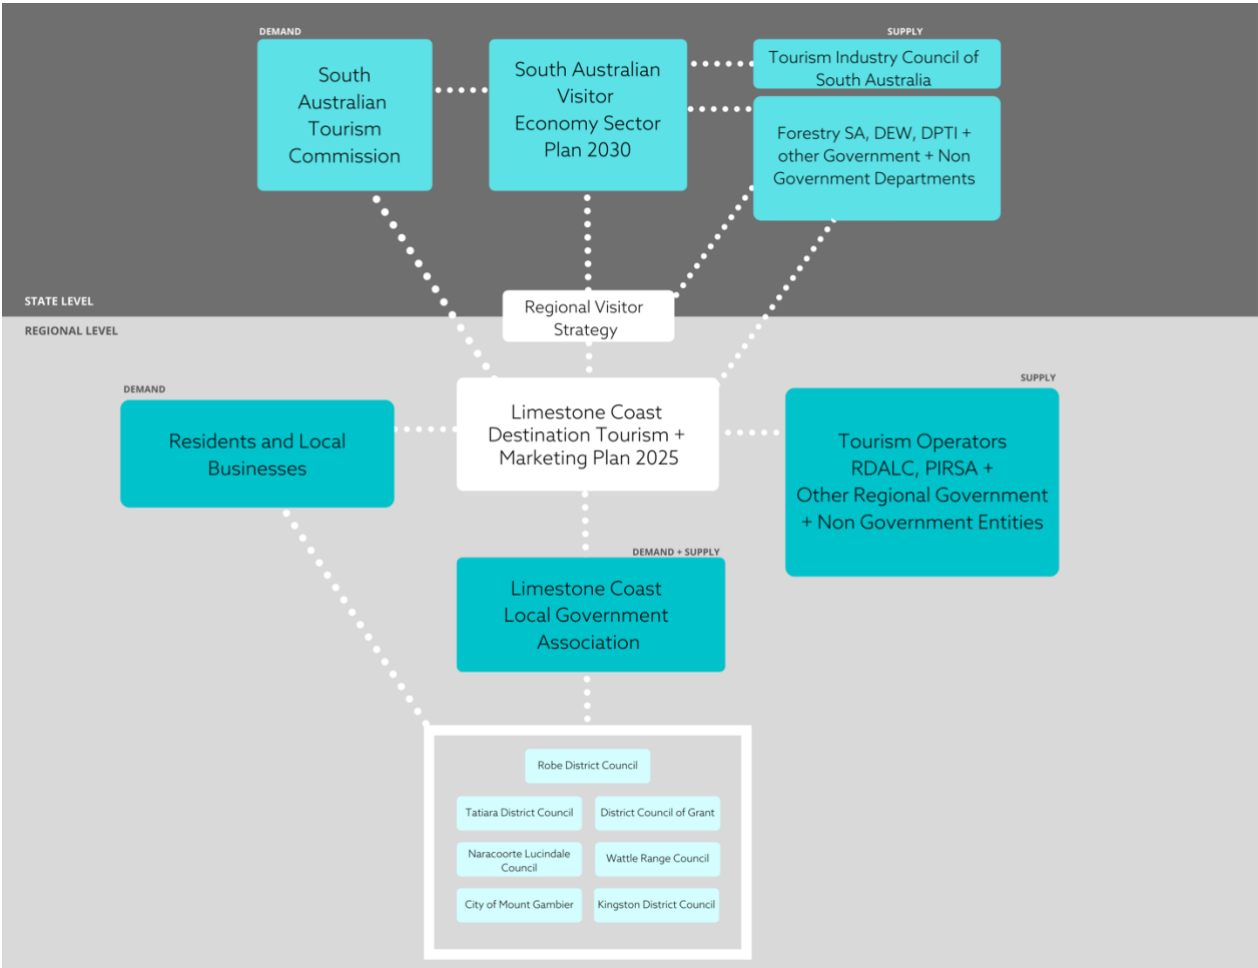 DEMAND
SUPPLY
South
Australian
Tourism
Commission
South Australian
Visitor
Economy Sector
Plan 2030
Tourism Industry Council of
South Australia
Forestry SA, DEW, DPTI +
other Government + Non
Government Departments
STATE LEVEL
Regional Visitor
Strategy
REGIONAL LEVEL
DEMAND
SUPPLY
Residents and Local
Businesses
Limestone Coast
Destination Tourism +
Marketing Plan 2025
Tourism Operators
RDALC, PIRSA +
Other Regional Government
+ Non Government Entities
DEMAND + SUPPLY
Limestone Coast
Local Government
Association
Robe District Council
Tatiara District Council
District Council of Grant
Naracoorte Lucindale
Council
Wattle Range Council
City of Mount Gambier
Kingston District Council